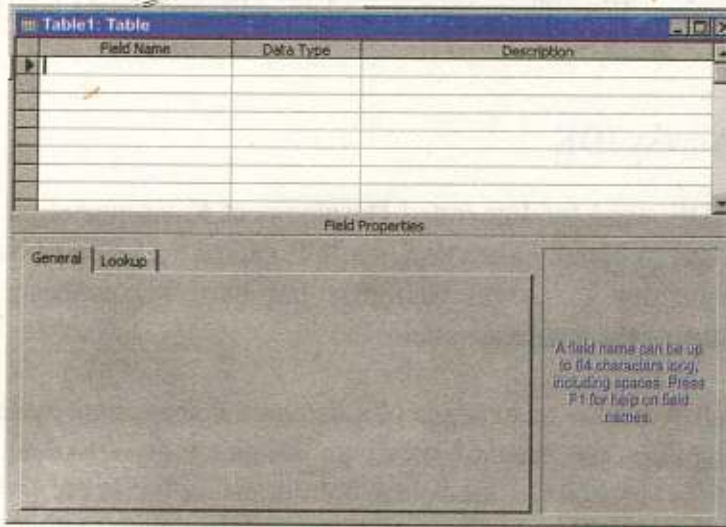 Table1: Table
Field Name Data Type Description
Field Properties
General Lookup
A field name can be up
to 64 characters long,
including spaces. Press
F1 for help on field
names.